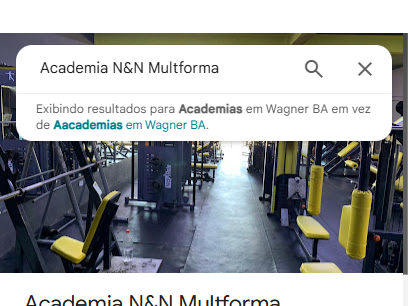 Academia N&N Multforma
Exibindo resultados para Academias em Wagner BA em vez
de Aacademias em Wagner BA.
Academia N&N Multforma